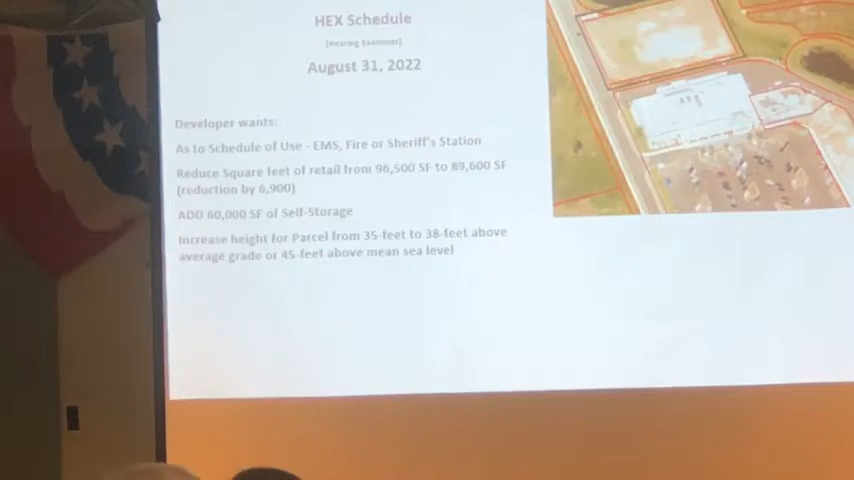 HEX Schedule
(Hearing Examiner)
August 31, 2022
Developer wants:
As to Schedule of Use - EMS, Fire or Sheriff's Station
Reduce Square feet of retail from 96,500 SF to 89,600 SF
(reduction by 6,900)
ADD 60,000 SF of Self-Storage
Increase height for Parcel from 35-feet to 38-feet above
average grade or 45-feet above mean sea level